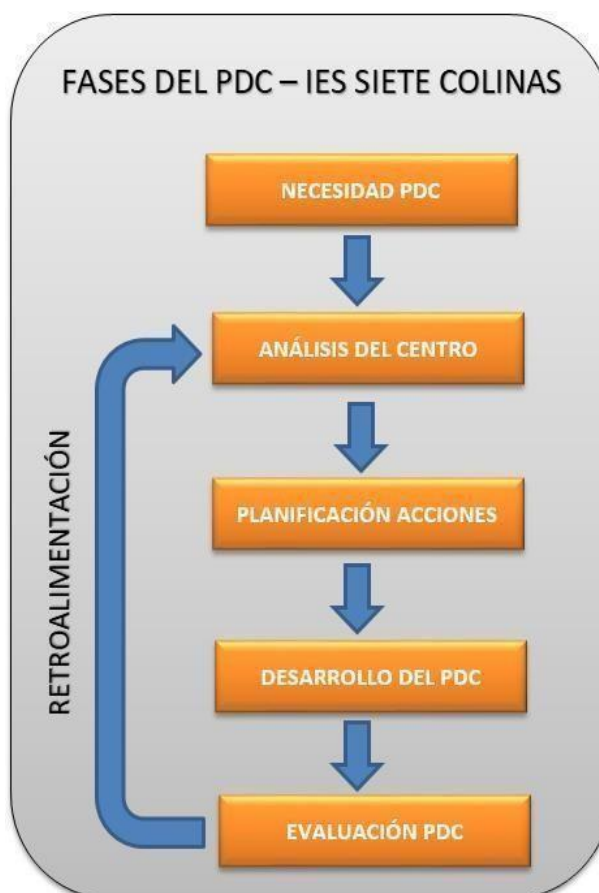 FASES DEL PDC – IES SIETE COLINAS
NECESIDAD PDC
ANÁLISIS DEL CENTRO
PLANIFICACIÓN ACCIONES
DESARROLLO DEL PDC
EVALUACIÓN PDC
RETROALIMENTACIÓN